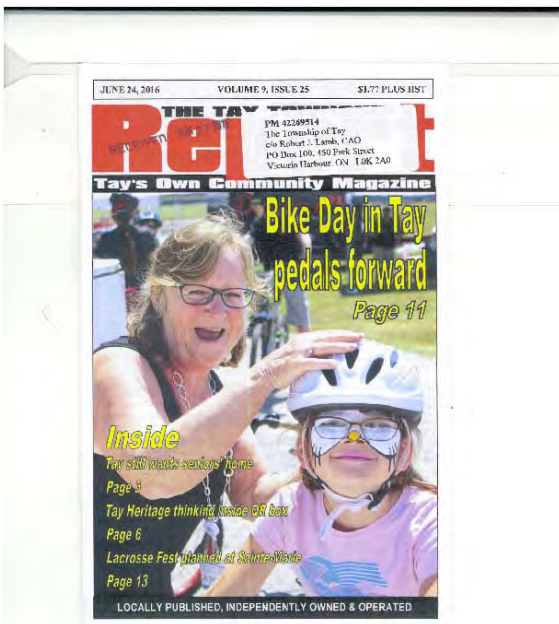 JUNE 24, 2016 VOLUME 9, ISSUE 25 $1.77 PLUS HST
THE TAY
Re t
PM 42289514
The Township of Tay
c/o Robert J. Lamb, CAO
PO Box 100, 450 Park Street
Victoria Harbour, ON L0K 2A0
Tay's Own Community Magazine
Bike Day in Tay
pedals forward
Page 11
Inside
Tay still wants seniors' home
Page 3
Tay Heritage thinking inside QR box
Page 6
Lacrosse Fest planned at Sainte-Marie
Page 13
LOCALLY PUBLISHED, INDEPENDENTLY OWNED & OPERATED